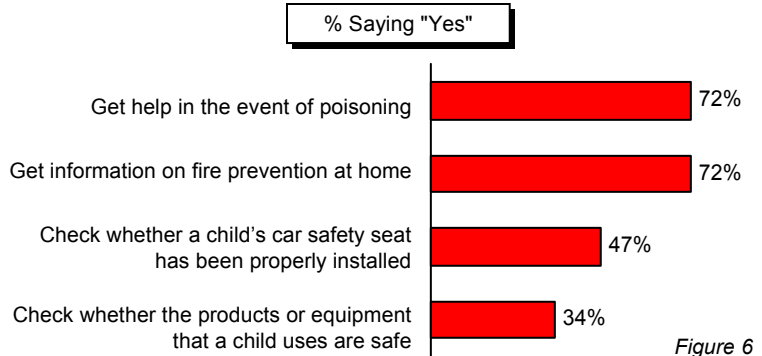 % Saying "Yes"
Get help in the event of poisoning
72%
Get information on fire prevention at home
72%
Check whether a child’s car safety seat
has been properly installed
47%
Check whether the products or equipment
that a child uses are safe
34%
Figure 6